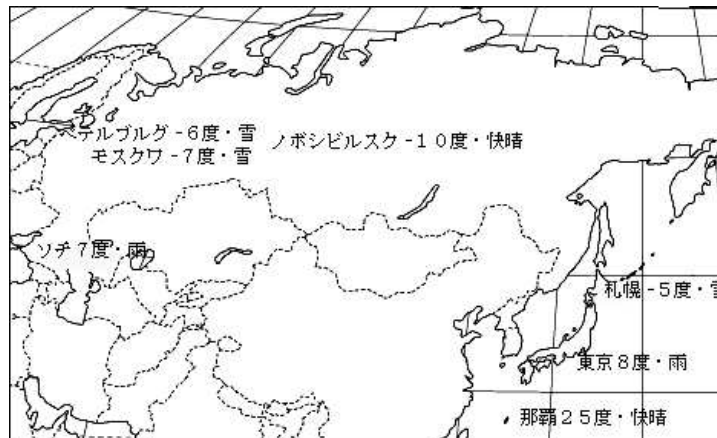 ペテルブルグ -６度・雪
モスクワ -７度・雪
ノボシビルスク -１０度・快晴
ソチ７度・雨
札幌 -５度・雪
東京８度・雨
那覇２５度・快晴